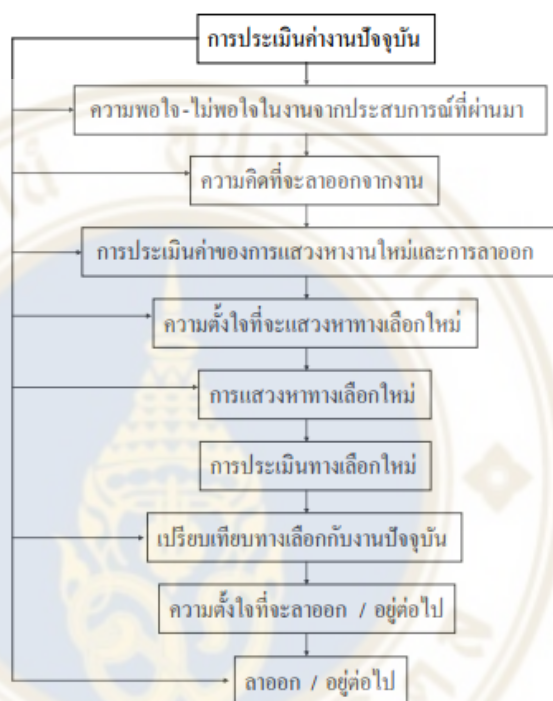 การประเมินค่างานปัจจุบัน
ความพอใจ-ไม่พอใจในงานจากประสบการณ์ที่ผ่านมา
ความคิดที่จะลาออกจากงาน
การประเมินค่าของการแสวงหางานใหม่และการลาออก
ความตั้งใจที่จะแสวงหาทางเลือกใหม่
การแสวงหาทางเลือกใหม่
การประเมินทางเลือกใหม่
เปรียบเทียบทางเลือกกับงานปัจจุบัน
ความตั้งใจที่จะลาออก / อยู่ต่อไป
ลาออก / อยู่ต่อไป